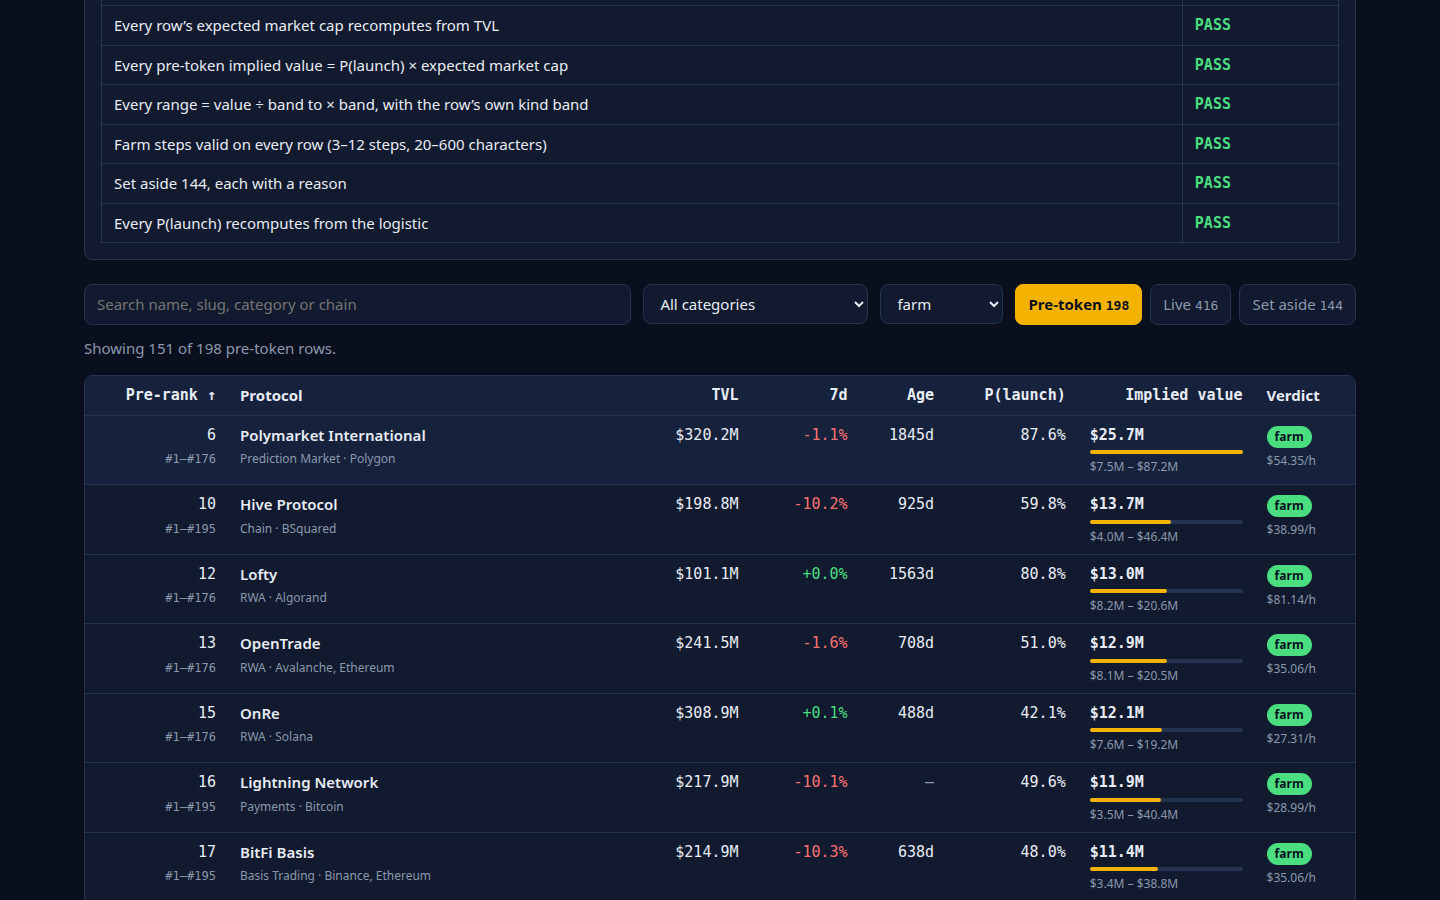 Every row’s expected market cap recomputes from TVL PASS
Every pre-token implied value = P(launch) × expected market cap PASS
Every range = value ÷ band to × band, with the row’s own kind band PASS
Farm steps valid on every row (3–12 steps, 20–600 characters) PASS
Set aside 144, each with a reason PASS
Every P(launch) recomputes from the logistic PASS
Search name, slug, category or chain All categories farm Pre-token 198 Live 416 Set aside 144
Showing 151 of 198 pre-token rows.
Pre-rank ↑ Protocol TVL 7d Age P(launch) Implied value Verdict
6 Polymarket International $320.2M -1.1% 1845d 87.6% $25.7M farm
#1–#176 Prediction Market · Polygon $7.5M – $87.2M $54.35/h
10 Hive Protocol $198.8M -10.2% 925d 59.8% $13.7M farm
#1–#195 Chain · BSquared $4.0M – $46.4M $38.99/h
12 Lofty $101.1M +0.0% 1563d 80.8% $13.0M farm
#1–#176 RWA · Algorand $8.2M – $20.6M $81.14/h
13 OpenTrade $241.5M -1.6% 708d 51.0% $12.9M farm
#1–#176 RWA · Avalanche, Ethereum $8.1M – $20.5M $35.06/h
15 OnRe $308.9M +0.1% 488d 42.1% $12.1M farm
#1–#176 RWA · Solana $7.6M – $19.2M $27.31/h
16 Lightning Network $217.9M -10.1% — 49.6% $11.9M farm
#1–#195 Payments · Bitcoin $3.5M – $40.4M $28.99/h
17 BitFi Basis $214.9M -10.3% 638d 48.0% $11.4M farm
#1–#195 Basis Trading · Binance, Ethereum $3.4M – $38.8M $35.06/h